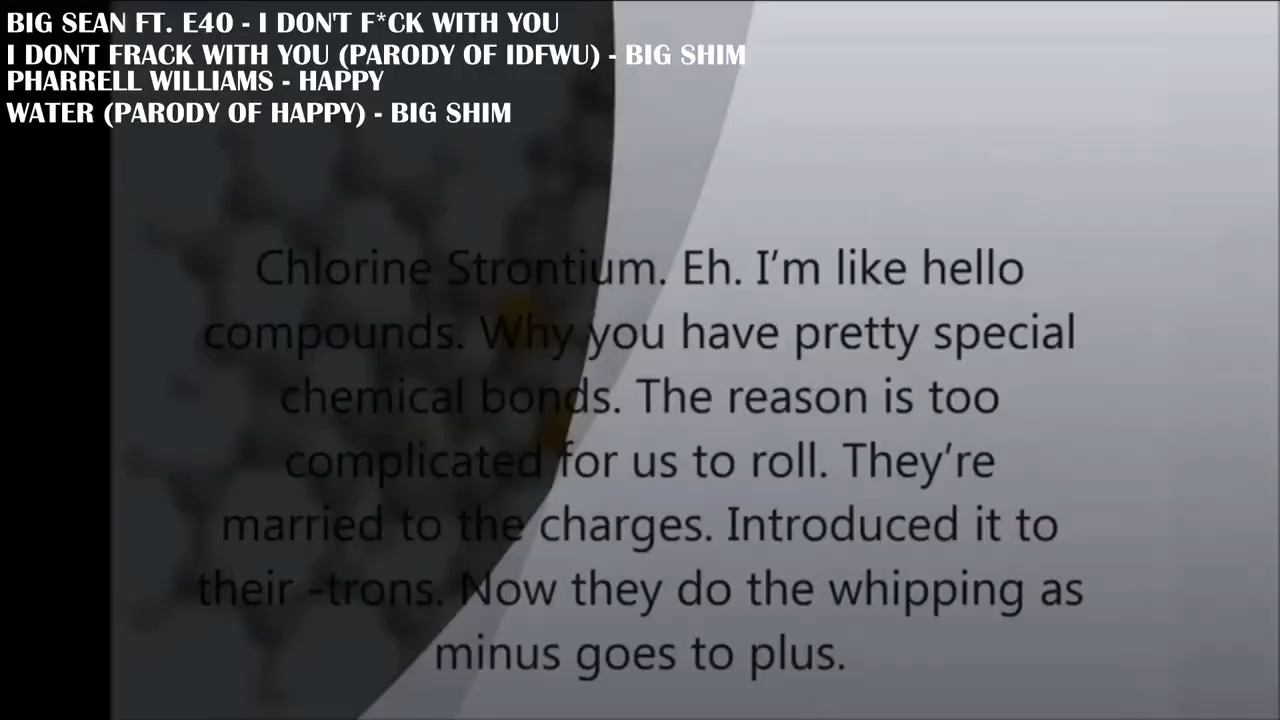 BIG SEAN FT. E40 - I DON'T F*CK WITH YOU
I DON'T FRACK WITH YOU (PARODY OF IDFWU) - BIG SHIM
PHARRELL WILLIAMS - HAPPY
WATER (PARODY OF HAPPY) - BIG SHIM
Chlorine Strontium. Eh. I’m like hello
compounds. Why you have pretty special
chemical bonds. The reason is too
complicated for us to roll. They’re
married to the charges. Introduced it to
their -trons. Now they do the whipping as
minus goes to plus.